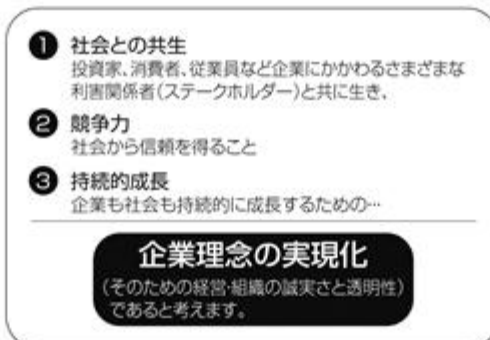 ❶ 社会との共生
投資家、消費者、従業員など企業にかかわるさまざまな
利害関係者(ステークホルダー)と共に生き、
❷ 競争力
社会から信頼を得ること
❸ 持続的成長
企業も社会も持続的に成長するための…
企業理念の実現化
(そのための経営・組織の誠実さと透明性)
であると考えます。